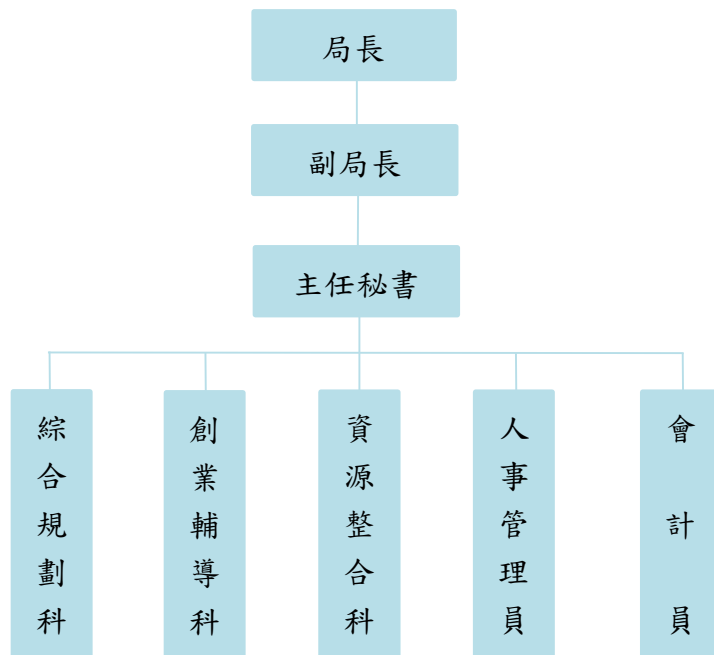 局長
副局長
主任秘書
綜合規劃科
創業輔導科
資源整合科
人事管理員
會計員